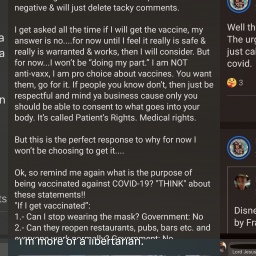 negative & will just delete tacky comments.
I get asked all the time if I will get the vaccine, my
answer is no....for now until I feel it really is safe &
really is warranted & works, then I will consider. But
for now...I won't be "doing my part." I am NOT
anti-vaxx, I am pro choice about vaccines. You want
them, go for it. If people you know don't, then just be
respectful and mind ya business cause only you
should be able to consent to what goes into your
body. It's called Patient's Rights. Medical rights.
But this is the perfect response to why for now I
won't be choosing to get it....
Ok, so remind me again what is the purpose of
being vaccinated against COVID-19? "THINK" about
these statements!!
"If I get vaccinated":
1.- Can I stop wearing the mask? Government: No
2.- Can they reopen restaurants, pubs, bars etc. and
Government: No
I'm more of a libertarian.
Well th
The urg
just cal
covid.
3
Disne
by Fra